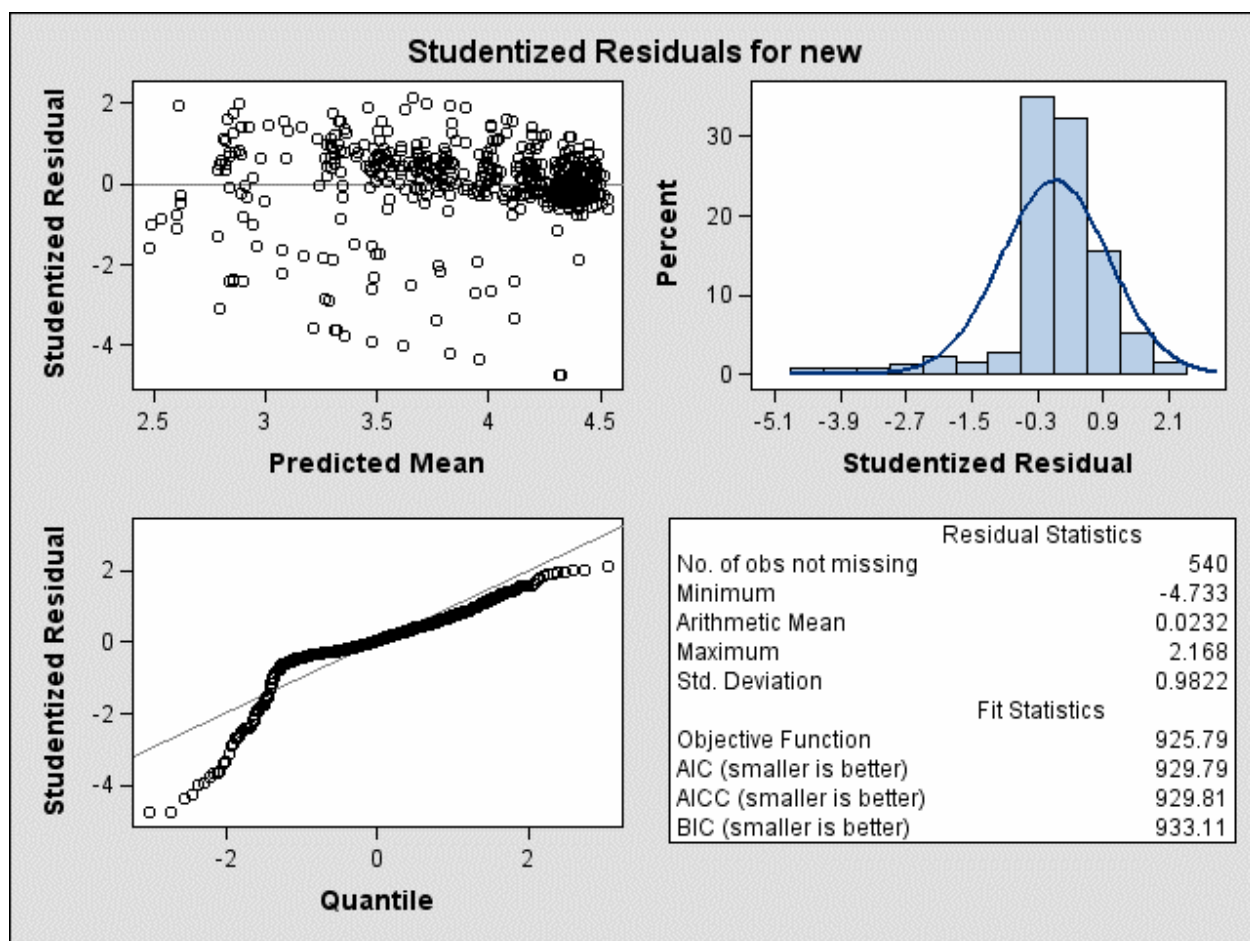 Studentized Residuals for new
Studentized Residual
2
0
-2
-4
2.5 3 3.5 4 4.5
Predicted Mean
Percent
30
20
10
0
-5.1 -3.9 -2.7 -1.5 -0.3 0.9 2.1
Studentized Residual
Studentized Residual
2
0
-2
-4
-2 0 2
Quantile
Residual Statistics
No. of obs not missing 540
Minimum -4.733
Arithmetic Mean 0.0232
Maximum 2.168
Std. Deviation 0.9822
Fit Statistics
Objective Function 925.79
AIC (smaller is better) 929.79
AICC (smaller is better) 929.81
BIC (smaller is better) 933.11